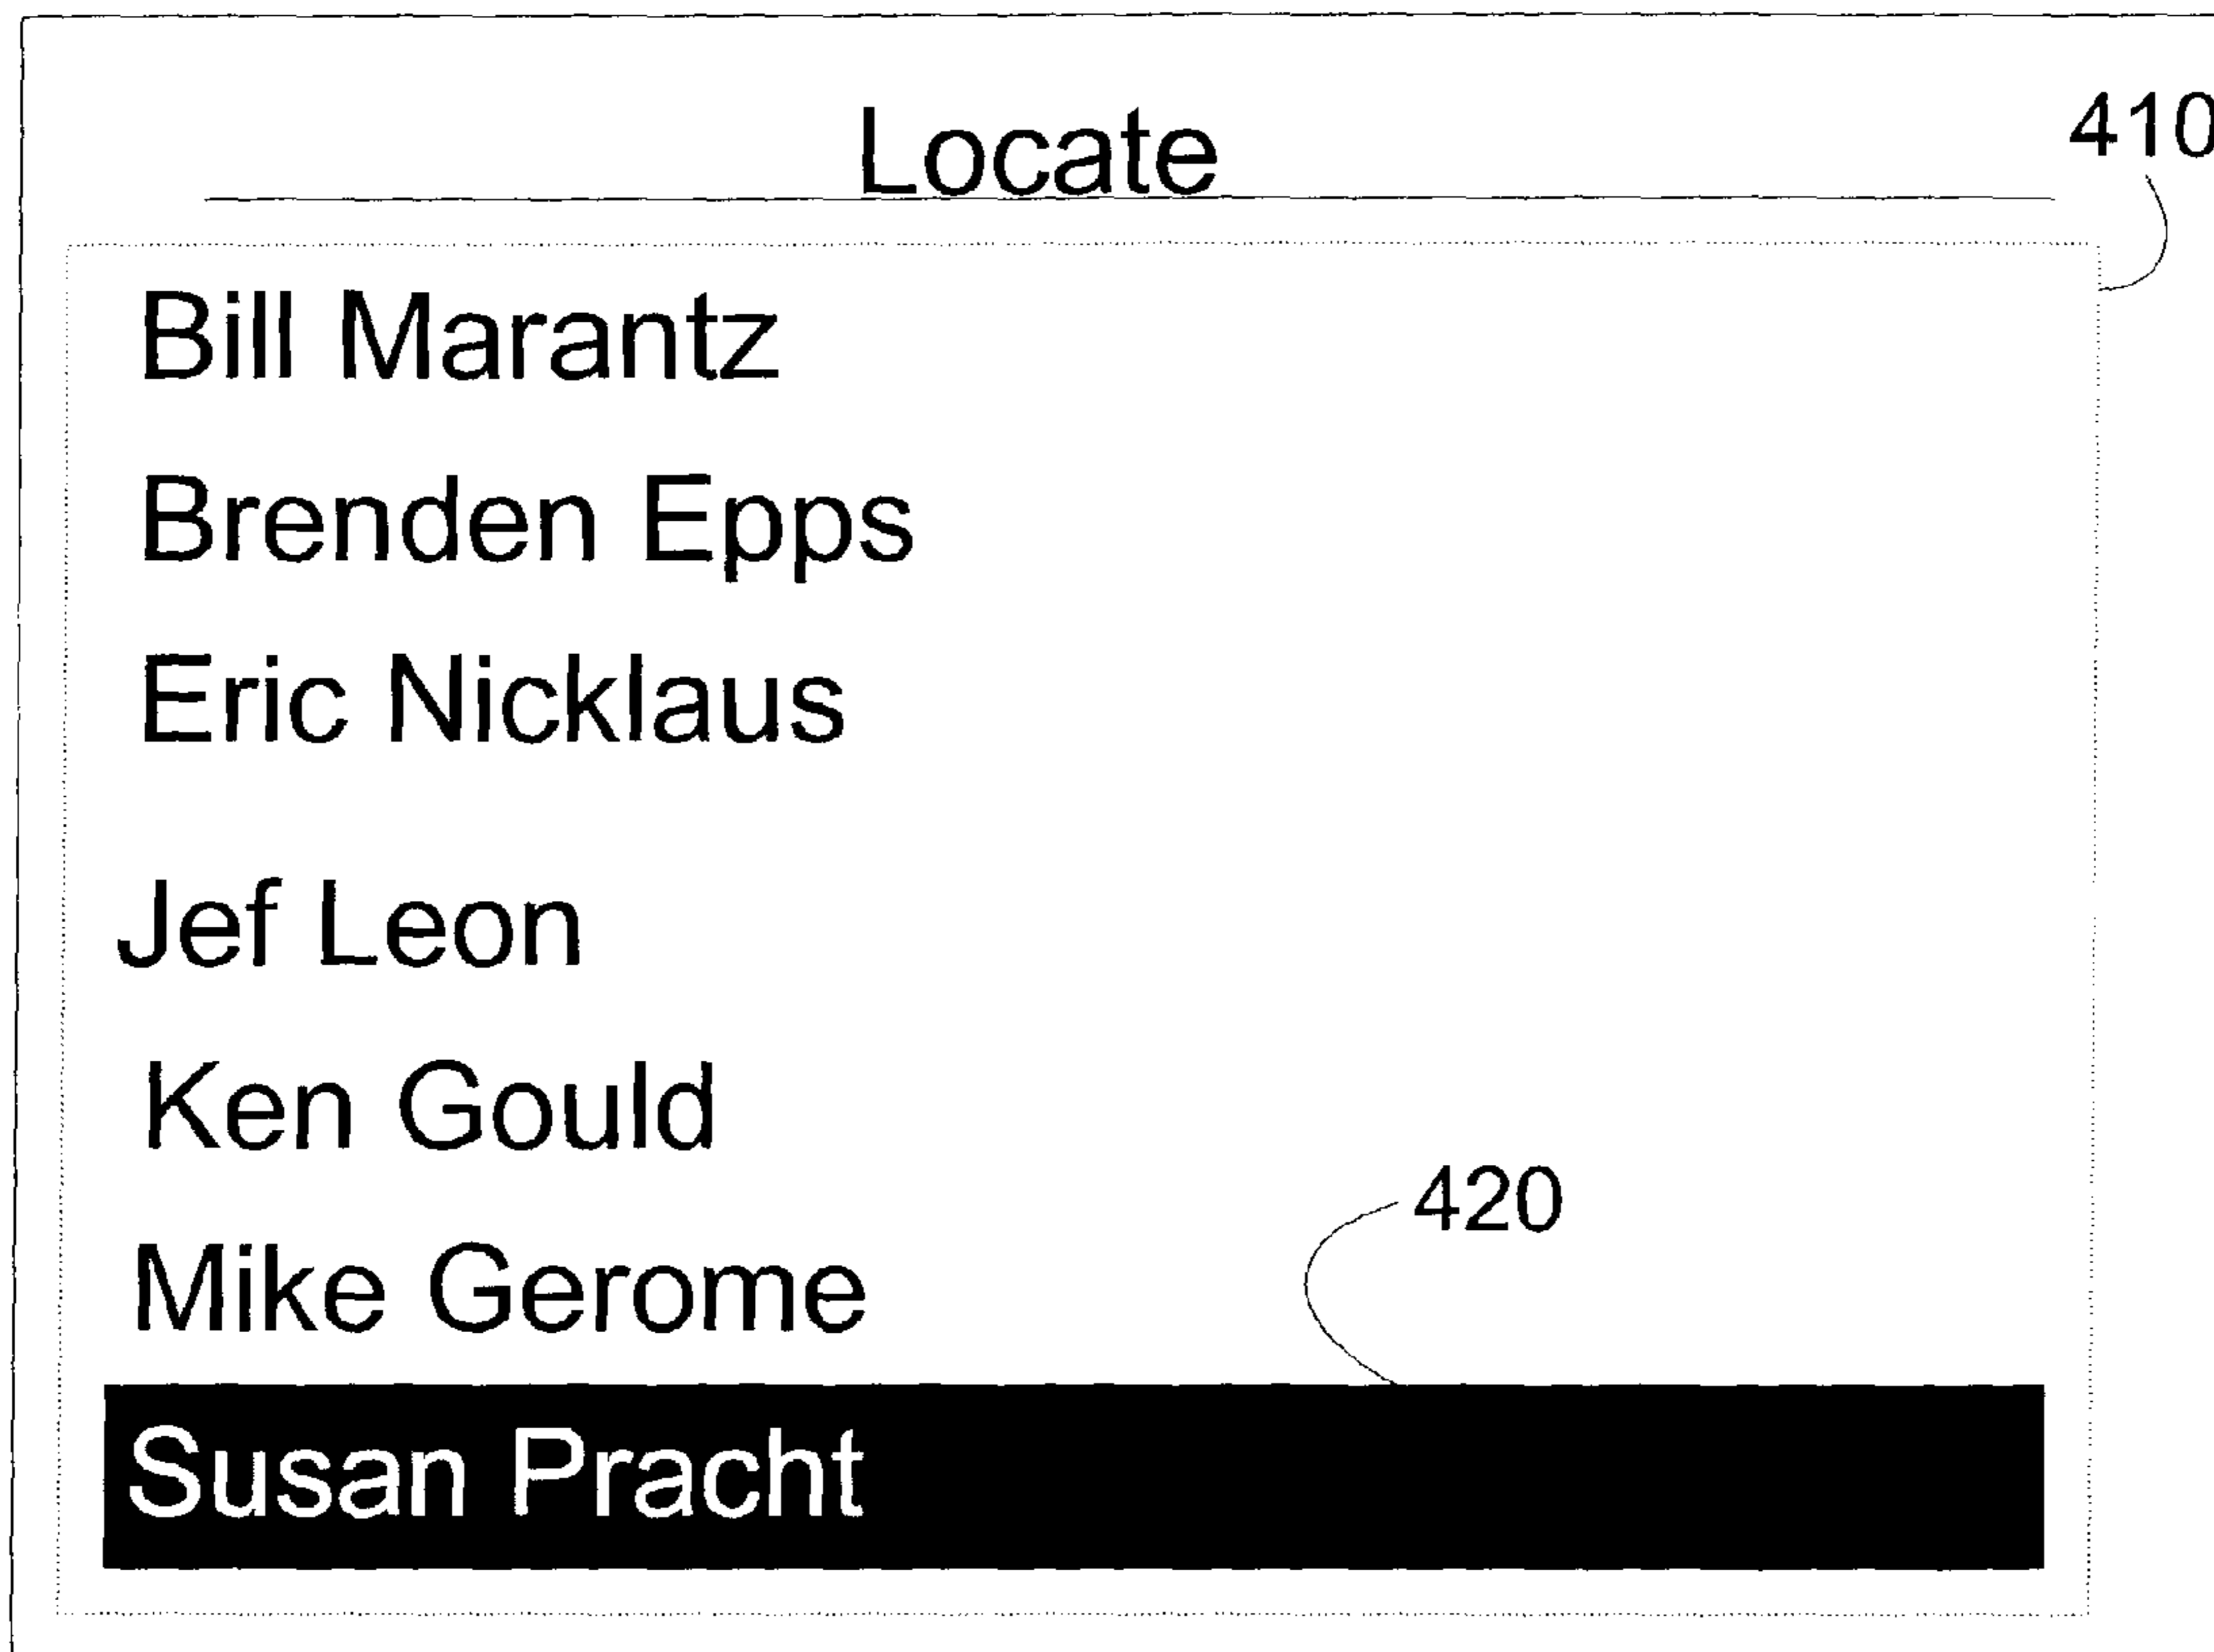 Locate
410
Bill Marantz
Brenden Epps
Eric Nicklaus
Jef Leon
Ken Gould
420
Mike Gerome
Susan Pracht